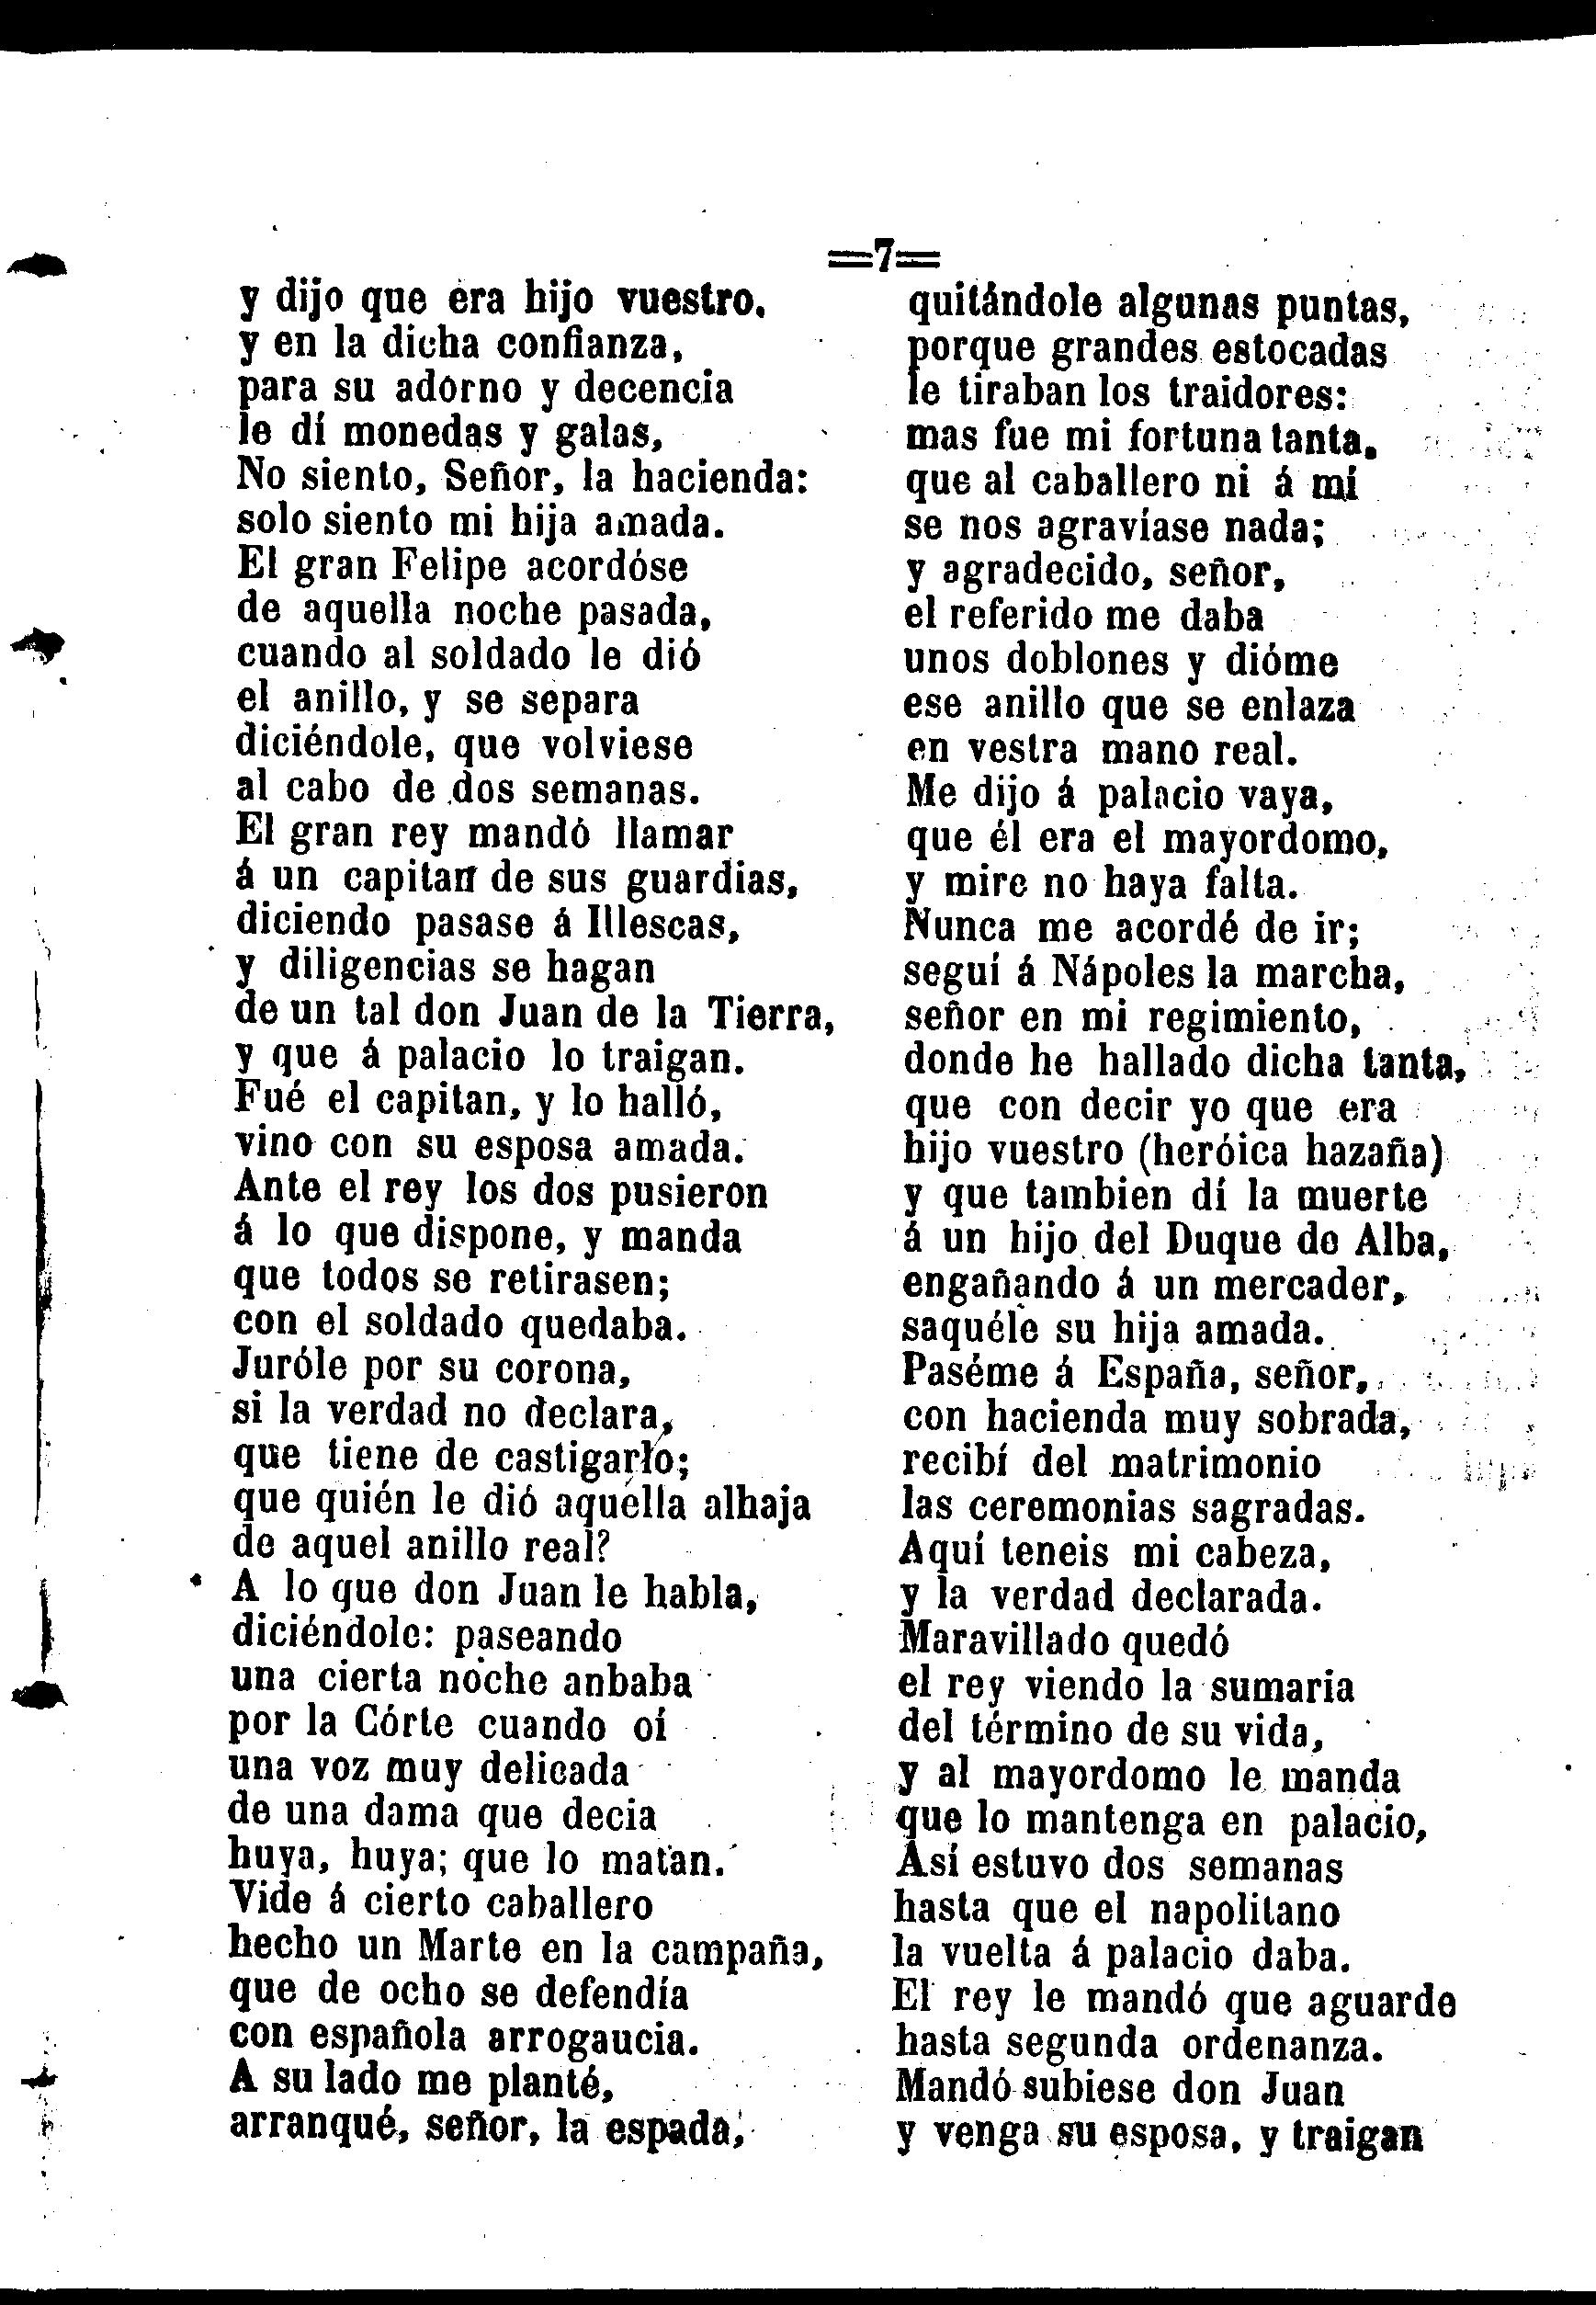 =7=
y dijo que era hijo vuestro.
y en la dicha confianza,
para su adorno y decencia
le dí monedas y galas,
No siento, Señor, la hacienda:
solo siento mi hija amada.
El gran Felipe acordóse
de aquella noche pasada,
cuando al soldado le dió
el anillo, y se separa
diciéndole, que volviese
al cabo de dos semanas.
El gran rey mandó llamar
á un capitan de sus guardias,
diciendo pasase á Illescas,
y diligencias se hagan
de un tal don Juan de la Tierra,
y que á palacio lo traigan.
Fué el capitan, y lo halló,
vino con su esposa amada.
Ante el rey los dos pusieron
á lo que dispone, y manda
que todos se retirasen;
con el soldado quedaba.
Juróle por su corona,
si la verdad no declara,
que tiene de castigarlo;
que quién le dió aquella alhaja
de aquel anillo real?
A lo que don Juan le habla,
diciéndole: paseando
una cierta noche anbaba
por la Córte cuando oí
una voz muy delicada
de una dama que decia
huya, huya; que lo matan.
Vide á cierto caballero
hecho un Marte en la campaña,
que de ocho se defendía
con española arrogaucia.
A su lado me planté,
arranqué, señor, la espada,
quitándole algunas puntas,
porque grandes estocadas
le tiraban los traidores:
mas fue mi fortuna tanta,
que al caballero ni á mí
se nos agravíase nada;
y agradecido, señor,
el referido me daba
unos doblones y dióme
ese anillo que se enlaza
en vestra mano real.
Me dijo á palacio vaya,
que él era el mayordomo,
y mire no haya falta.
Nunca me acordé de ir;
seguí á Nápoles la marcha,
señor en mi regimiento,
donde he hallado dicha tanta,
que con decir yo que era
hijo vuestro (heróica hazaña)
y que tambien dí la muerte
á un hijo del Duque de Alba,
engañando á un mercader,
saquéle su hija amada.
Paséme á España, señor,
con hacienda muy sobrada,
recibí del matrimonio
las ceremonias sagradas.
Aquí teneis mi cabeza,
y la verdad declarada.
Maravillado quedó
el rey viendo la sumaria
del término de su vida,
y al mayordomo le manda
que lo mantenga en palacio,
Así estuvo dos semanas
hasta que el napolitano
la vuelta á palacio daba.
El rey le mandó que aguarde
hasta segunda ordenanza.
Mandó subiese don Juan
y venga su esposa, y traigan